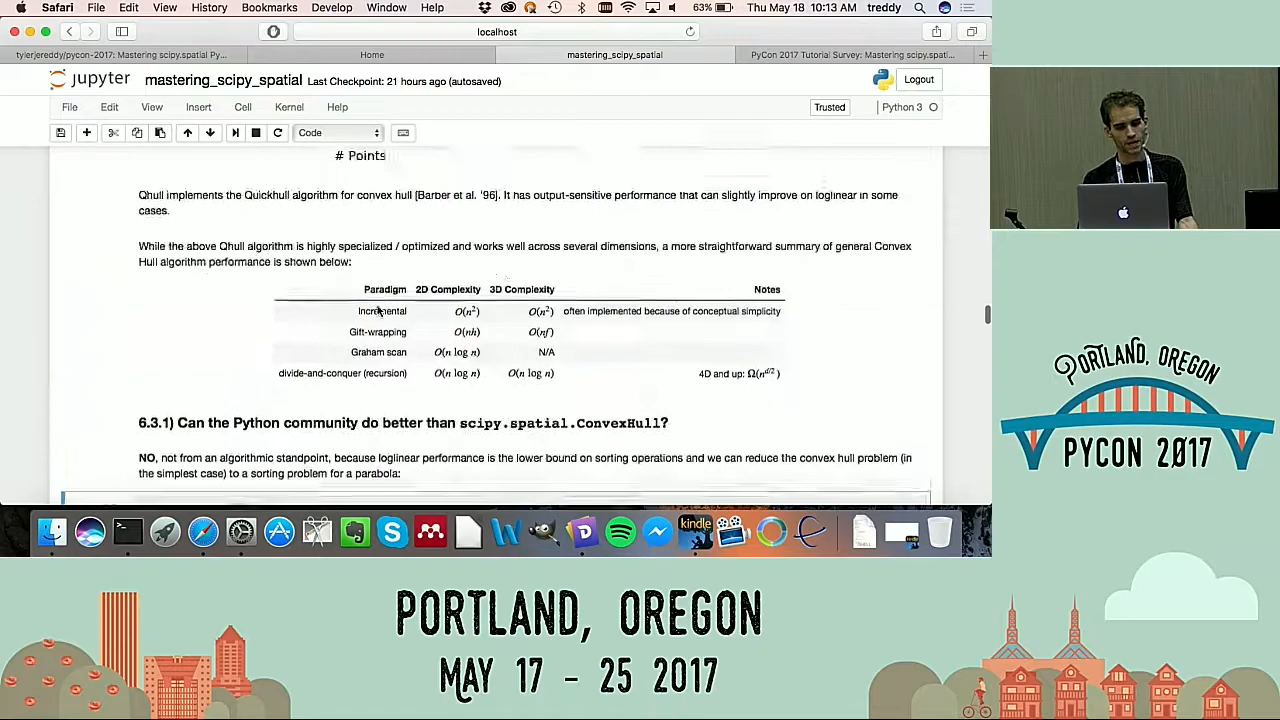 Safari File Edit View History Bookmarks Develop Window Help 63% Thu May 18 10:13 AM treddy
localhost
tylerjereddy/pycon-2017: Mastering scipy.spatial Py... Home mastering_scipy_spatial PyCon 2017 Tutorial Survey: Mastering scipy.spati...
jupyter mastering_scipy_spatial Last Checkpoint: 21 hours ago (autosaved) Logout
File Edit View Insert Cell Kernel Help Trusted Python 3
Code
# Points
Qhull implements the Quickhull algorithm for convex hull [Barber et al. '96]. It has output-sensitive performance that can slightly improve on loglinear in some
cases.
While the above Qhull algorithm is highly specialized / optimized and works well across several dimensions, a more straightforward summary of general Convex
Hull algorithm performance is shown below:
Paradigm 2D Complexity 3D Complexity Notes
Incremental O(n²) O(n²) often implemented because of conceptual simplicity
Gift-wrapping O(nh) O(nf)
Graham scan O(n log n) N/A
divide-and-conquer (recursion) O(n log n) O(n log n) 4D and up: Ω(n^{d/2})
6.3.1) Can the Python community do better than scipy.spatial.ConvexHull?
NO, not from an algorithmic standpoint, because loglinear performance is the lower bound on sorting operations and we can reduce the convex hull problem (in
the simplest case) to a sorting problem for a parabola:
kindle
PORTLAND, OREGON
PYCON 2017
PORTLAND, OREGON
MAY 17 - 25 2017